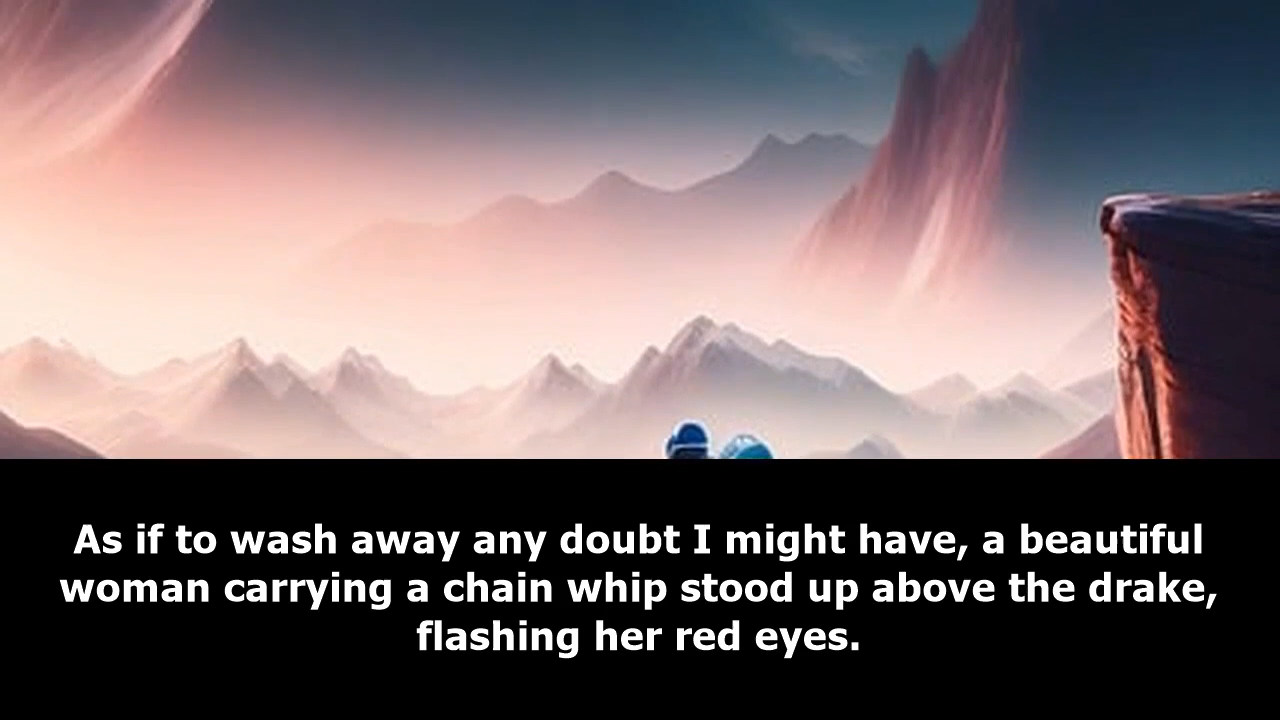 As if to wash away any doubt I might have, a beautiful
woman carrying a chain whip stood up above the drake,
flashing her red eyes.